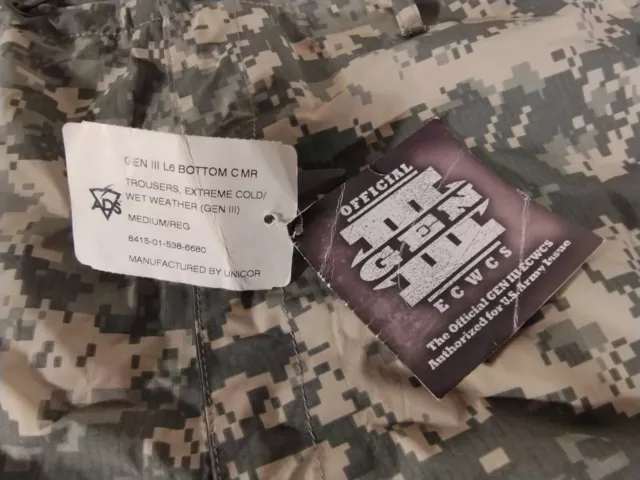 GEN III L6 BOTTOM C MR
TROUSERS, EXTREME COLD/
WET WEATHER (GEN III)
MEDIUM/REG
8415-01-538-6680
MANUFACTURED BY UNICOR
ADS
OFFICIAL
III
GEN
III
ECWCS
The Official GEN III ECWCS
Authorized for U.S. Army Issue